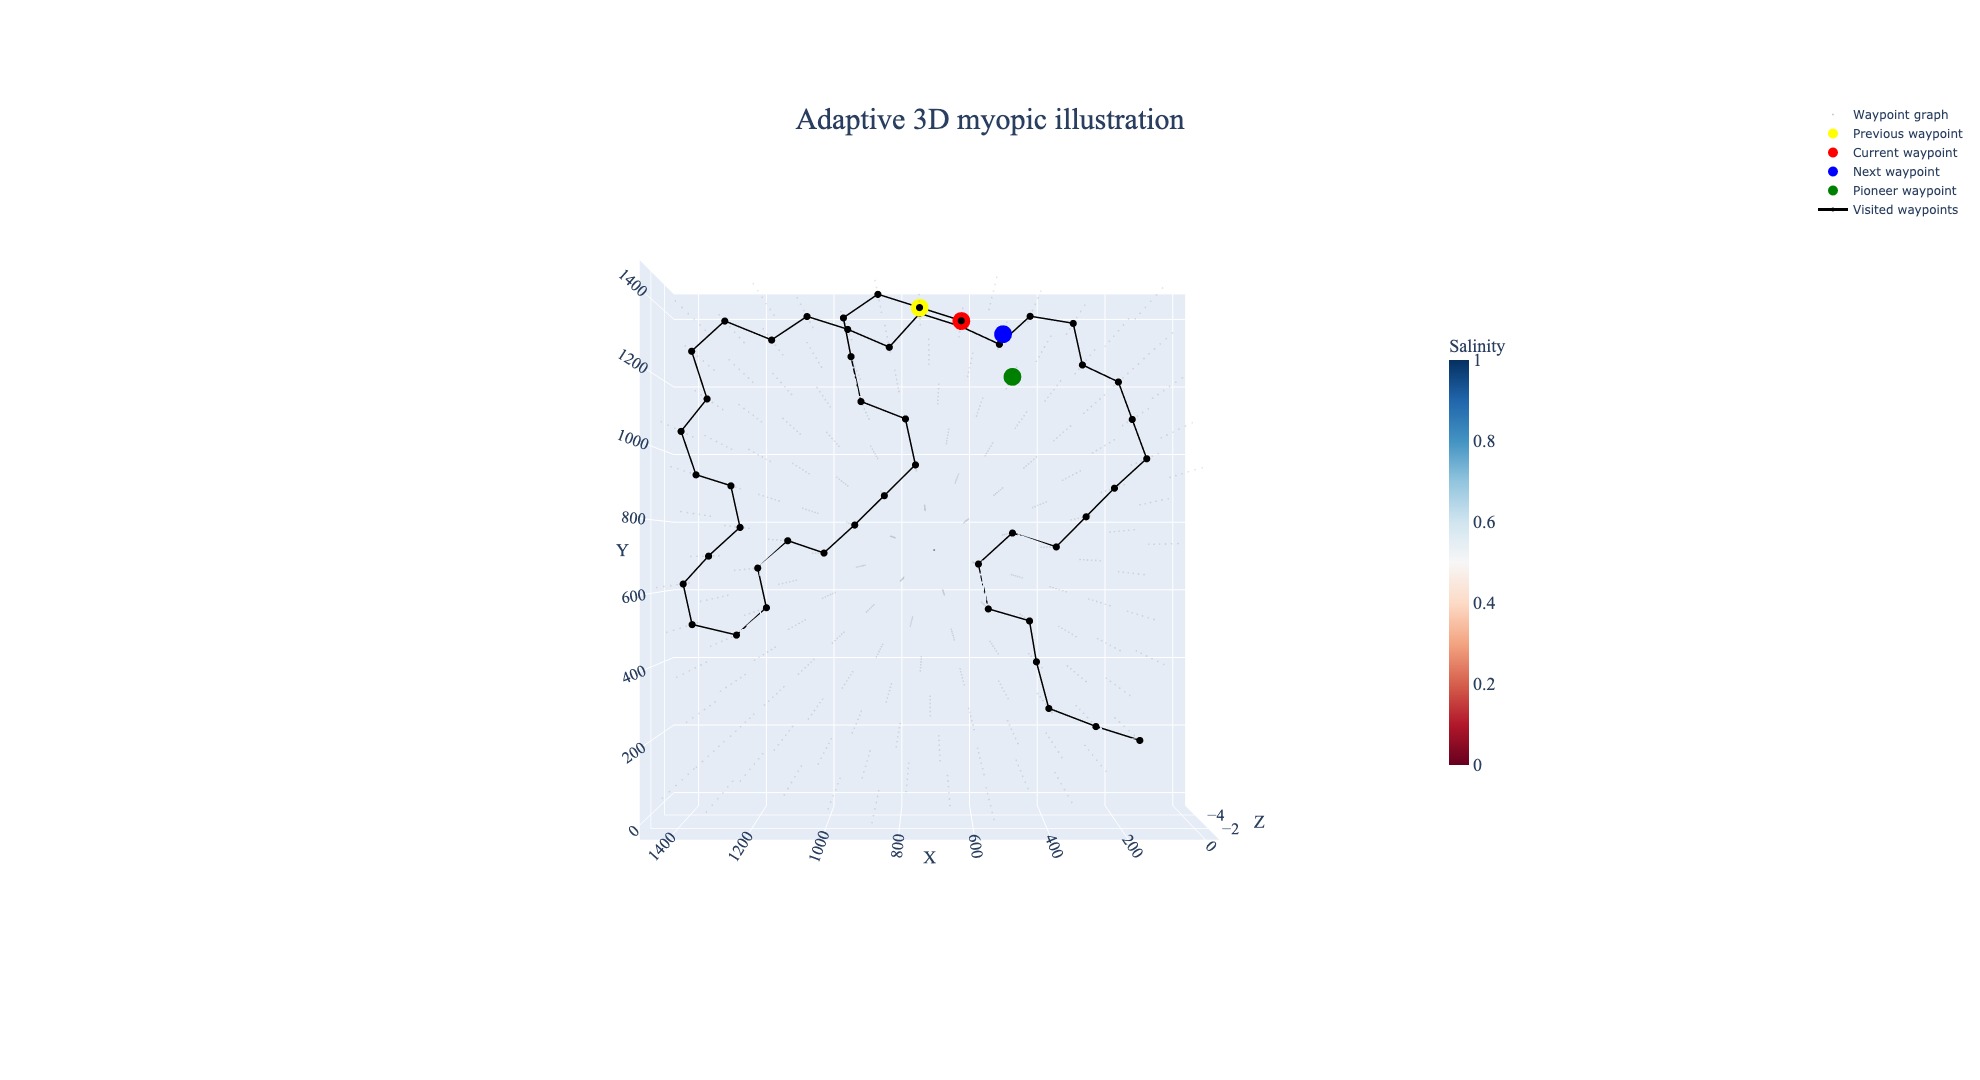 Adaptive 3D myopic illustration
Waypoint graph
Previous waypoint
Current waypoint
Next waypoint
Pioneer waypoint
Visited waypoints
Salinity
1
0.8
0.6
0.4
0.2
0
1400
1200
1000
800
Y
600
400
200
0
1400
1200
1000
800
X
600
400
200
0
−4
−2
Z